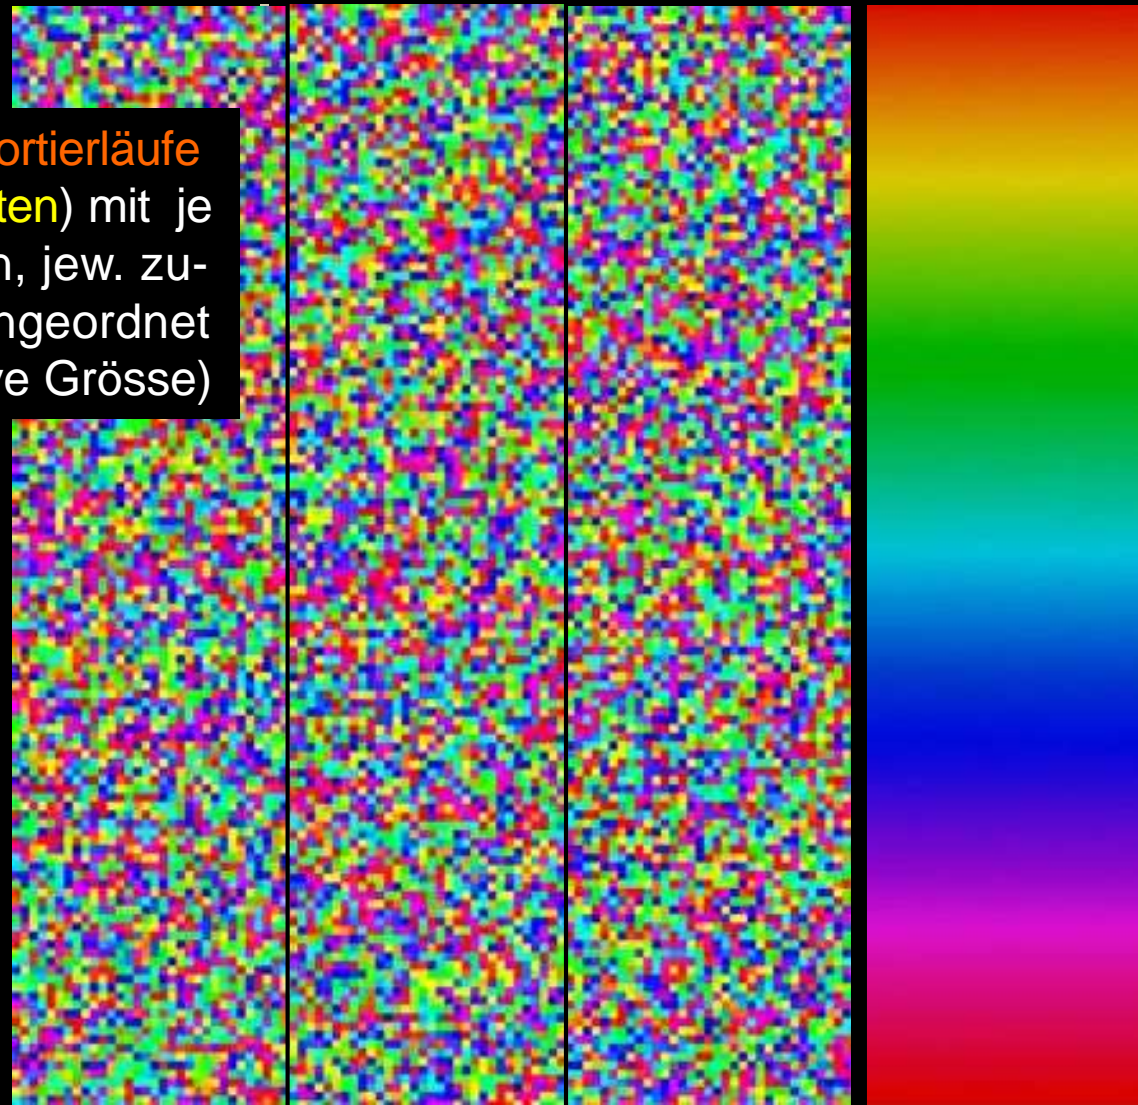 ortierläufe
ten) mit je
n, jew. zu-
ngeordnet
ve Grösse)